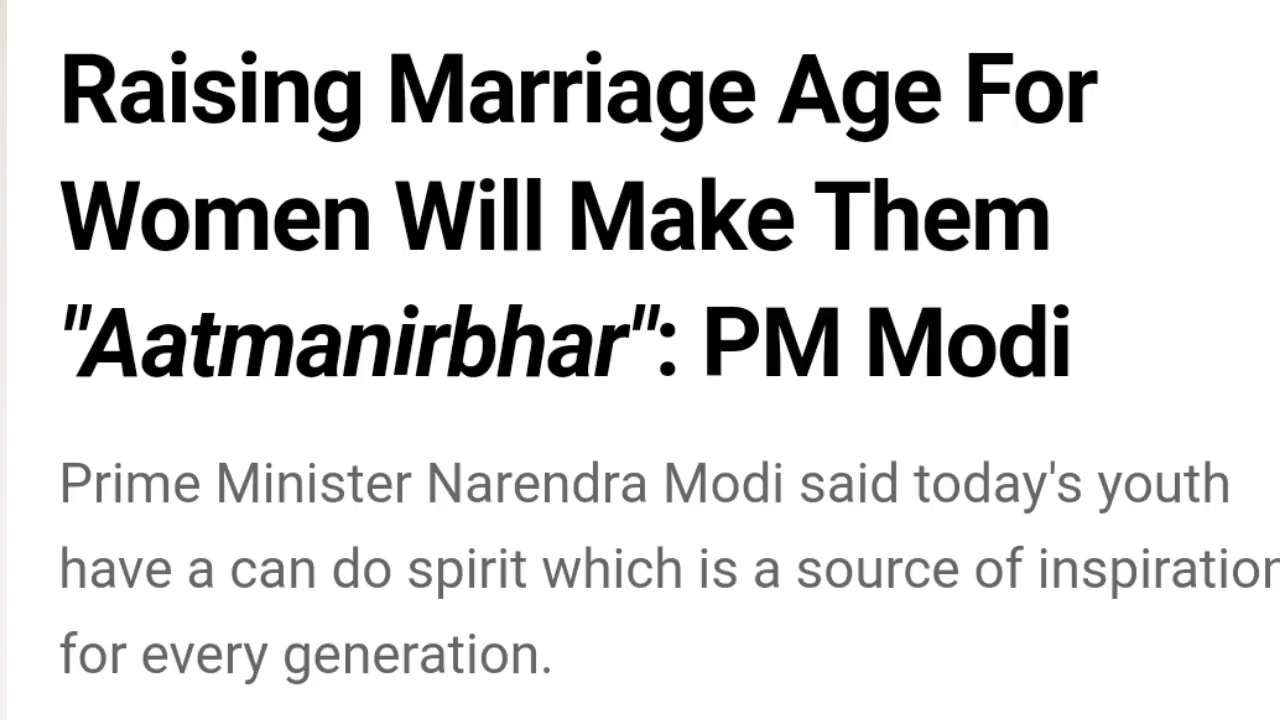 Raising Marriage Age For
Women Will Make Them
"Aatmanirbhar": PM Modi
Prime Minister Narendra Modi said today's youth
have a can do spirit which is a source of inspiration
for every generation.